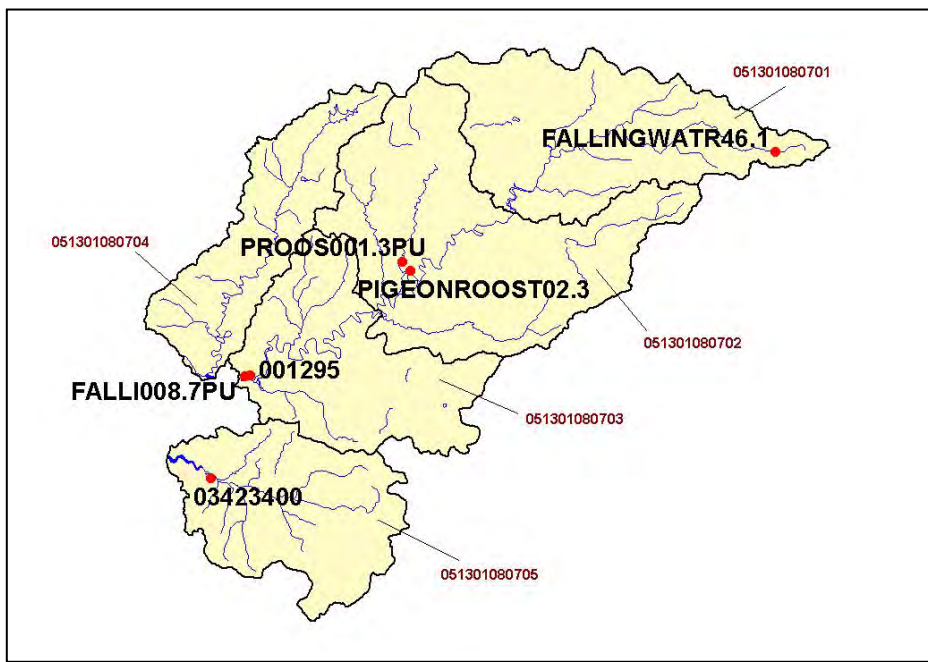 051301080701
FALLINGWATR46.1
051301080704
PROOS001.3PU
PIGEONROOST02.3
051301080702
001295
FALLI008.7PU
051301080703
03423400
051301080705